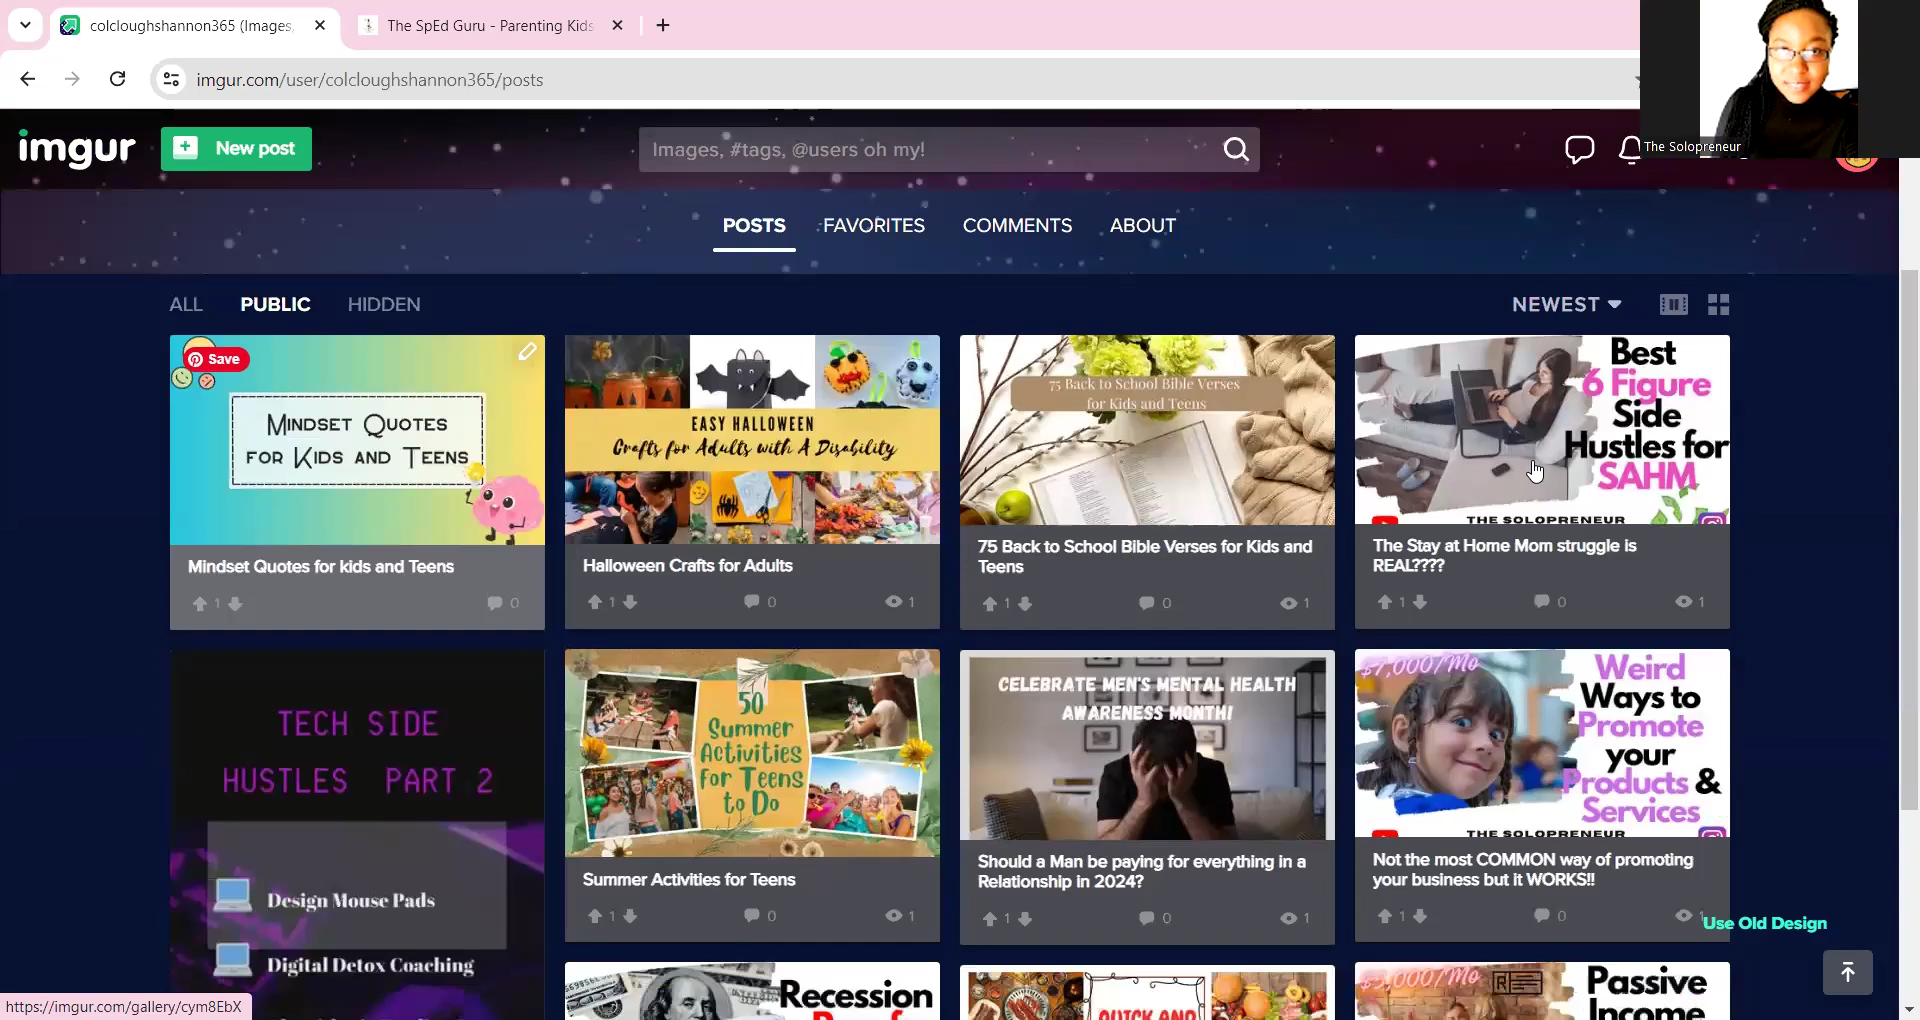 colcloughshannon365 (Images,
The SpEd Guru - Parenting Kids
imgur.com/user/colcloughshannon365/posts
The Solopreneur
imgur
New post
Images, #tags, @users oh my!
POSTS
FAVORITES
COMMENTS
ABOUT
ALL
PUBLIC
HIDDEN
NEWEST
Save
Mindset Quotes
for Kids and Teens
Mindset Quotes for kids and Teens
1
0
EASY HALLOWEEN
Crafts for Adults with A Disability
Halloween Crafts for Adults
1
0
1
75 Back to School Bible Verses
for Kids and Teens
75 Back to School Bible Verses for Kids and
Teens
1
0
1
Best
6 Figure
Side
Hustles for
SAHM
THE SOLOPRENEUR
The Stay at Home Mom struggle is
REAL????
1
0
1
TECH SIDE
HUSTLES PART 2
Design Mouse Pads
Digital Detox Coaching
50
Summer
Activities
for Teens
to Do
Summer Activities for Teens
1
0
1
CELEBRATE MEN'S MENTAL HEALTH
AWARENESS MONTH!
Should a Man be paying for everything in a
Relationship in 2024?
1
0
1
$7,000/Mo
Weird
Ways to
Promote
your
Products &
Services
THE SOLOPRENEUR
Not the most COMMON way of promoting
your business but it WORKS!!
1
0
1
Use Old Design
Recession
QUICK AND
$5,000/Mo
Passive
Income
https://imgur.com/gallery/cym8EbX